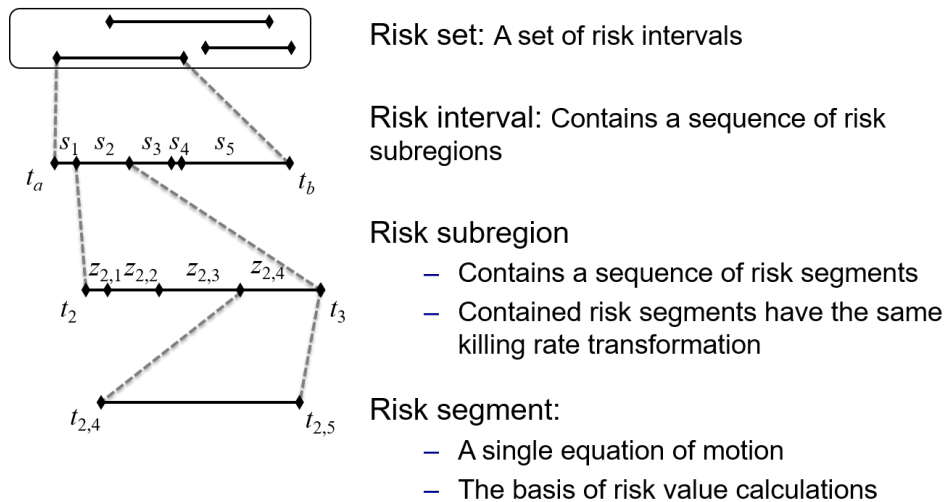 Risk set: A set of risk intervals
Risk interval: Contains a sequence of risk
subregions
s₁ s₂ s₃ s₄ s₅
tₐ t_b
Risk subregion
– Contains a sequence of risk segments
– Contained risk segments have the same
killing rate transformation
z₂,₁ z₂,₂ z₂,₃ z₂,₄
t₂ t₃
Risk segment:
– A single equation of motion
– The basis of risk value calculations
t₂,₄ t₂,₅